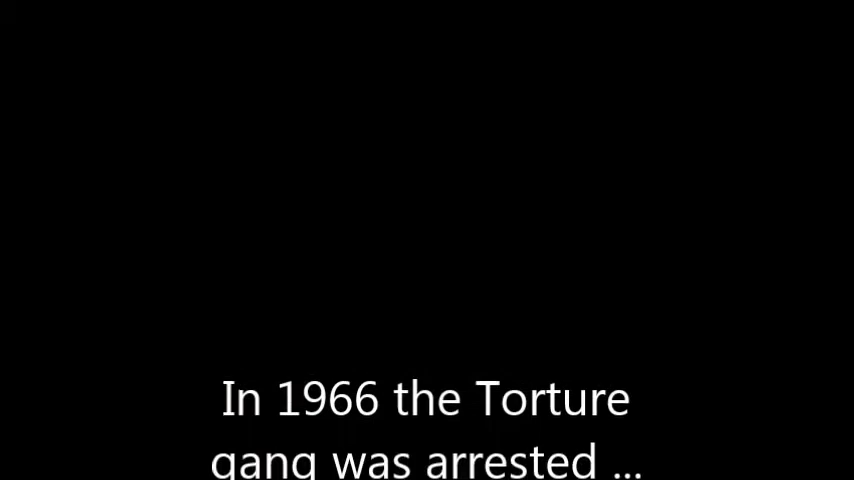 In 1966 the Torture
gang was arrested ...